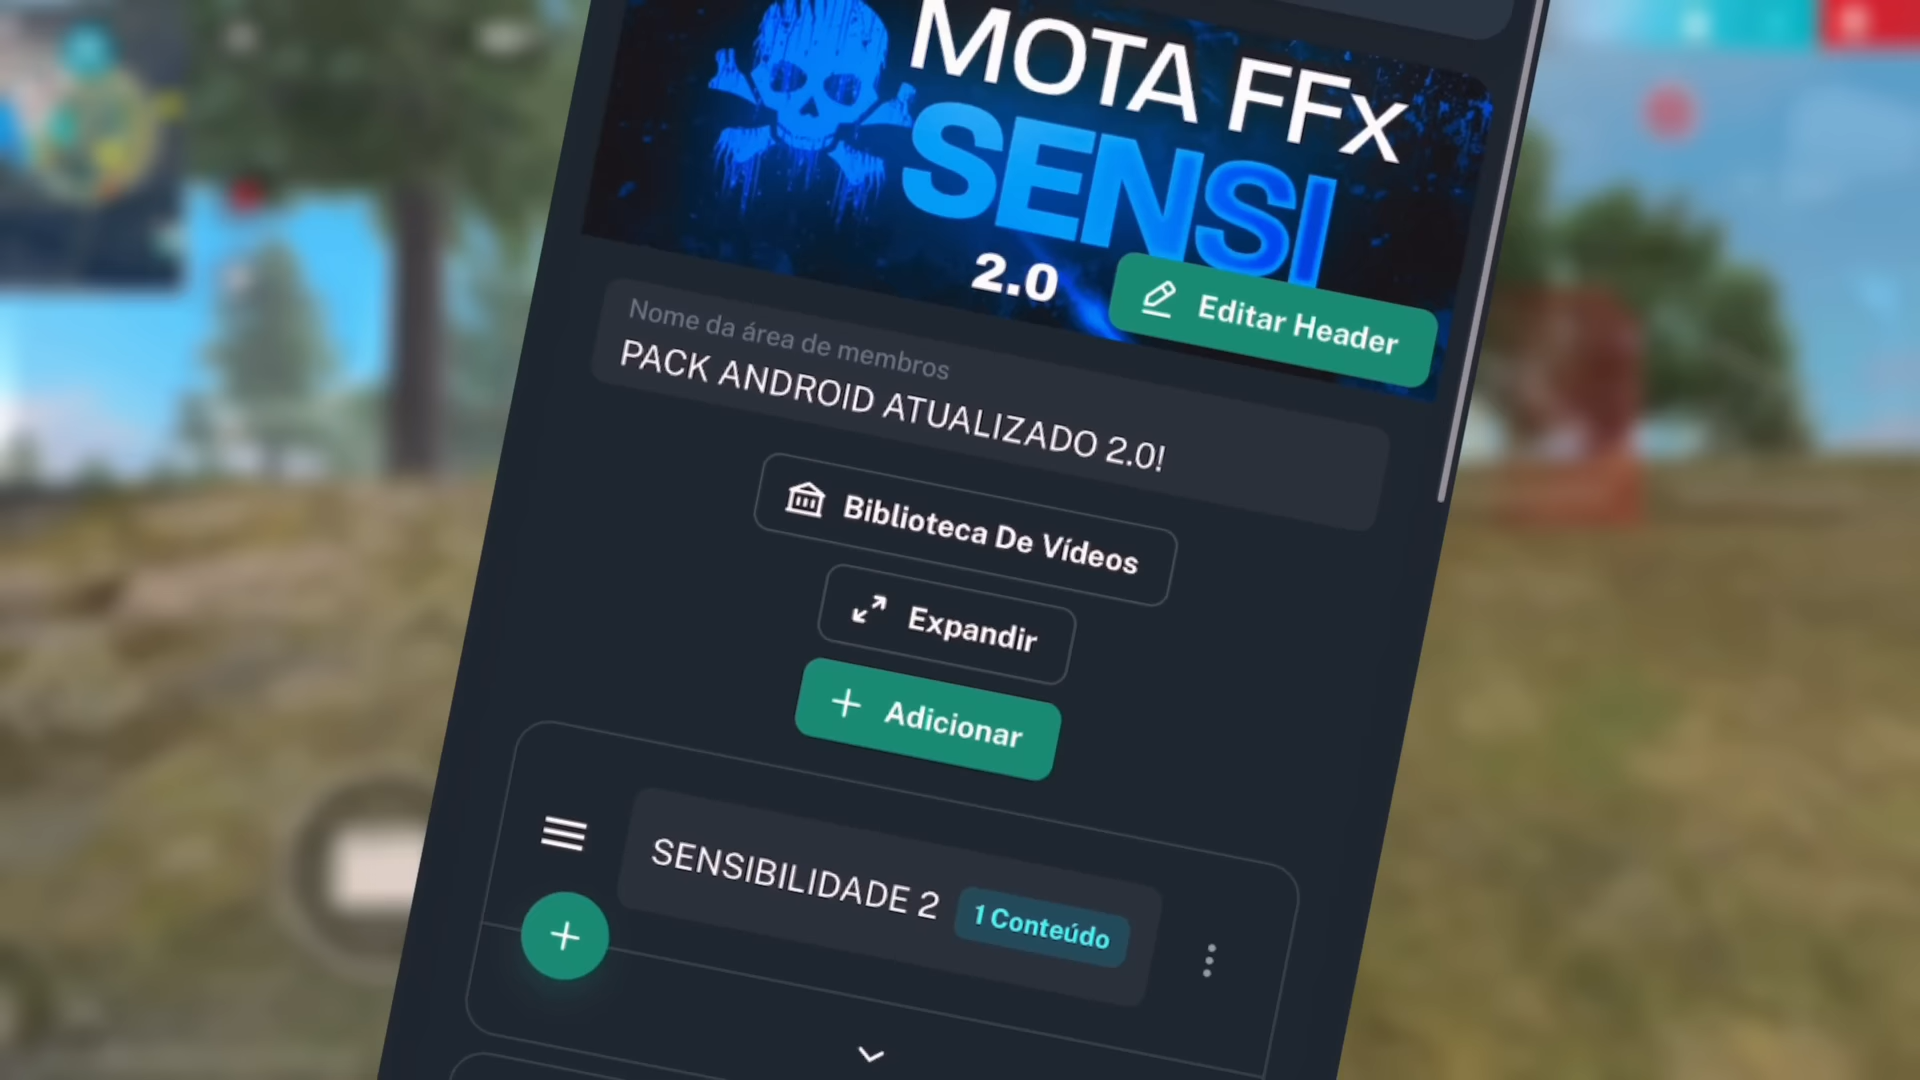 MOTA FFx
SENSI
2.0
Editar Header
Nome da área de membros
PACK ANDROID ATUALIZADO 2.0!
Biblioteca De Vídeos
Expandir
Adicionar
SENSIBILIDADE 2
1 Conteúdo